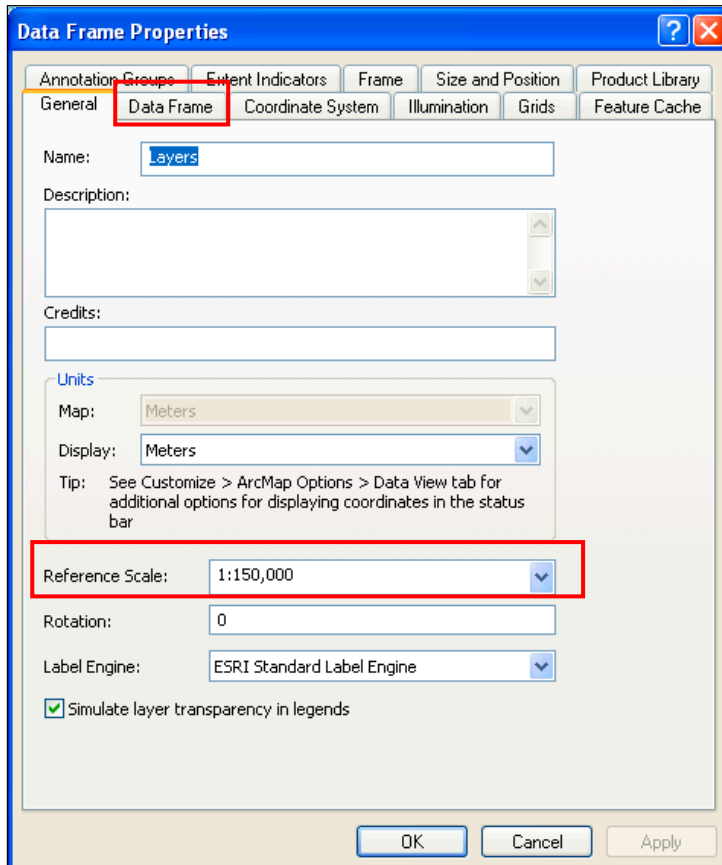 Data Frame Properties
Annotation Groups Extent Indicators Frame Size and Position Product Library
General Data Frame Coordinate System Illumination Grids Feature Cache
Name: Layers
Description:
Credits:
Units
Map: Meters
Display: Meters
Tip: See Customize > ArcMap Options > Data View tab for
additional options for displaying coordinates in the status
bar
Reference Scale: 1:150,000
Rotation: 0
Label Engine: ESRI Standard Label Engine
Simulate layer transparency in legends
OK Cancel Apply